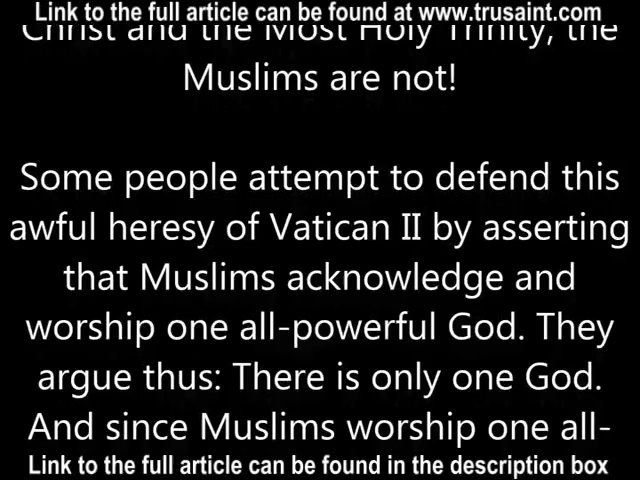 Link to the full article can be found at www.trusaint.com
Christ and the Most Holy Trinity, the
Muslims are not!
Some people attempt to defend this
awful heresy of Vatican II by asserting
that Muslims acknowledge and
worship one all-powerful God. They
argue thus: There is only one God.
And since Muslims worship one all-
Link to the full article can be found in the description box